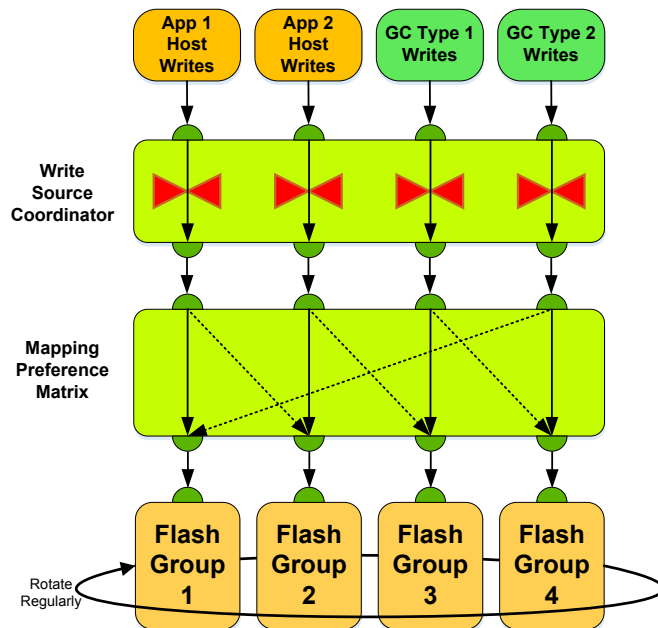 App 1
Host
Writes
App 2
Host
Writes
GC Type 1
Writes
GC Type 2
Writes
Write
Source
Coordinator
Mapping
Preference
Matrix
Flash
Group
1
Flash
Group
2
Flash
Group
3
Flash
Group
4
Rotate
Regularly